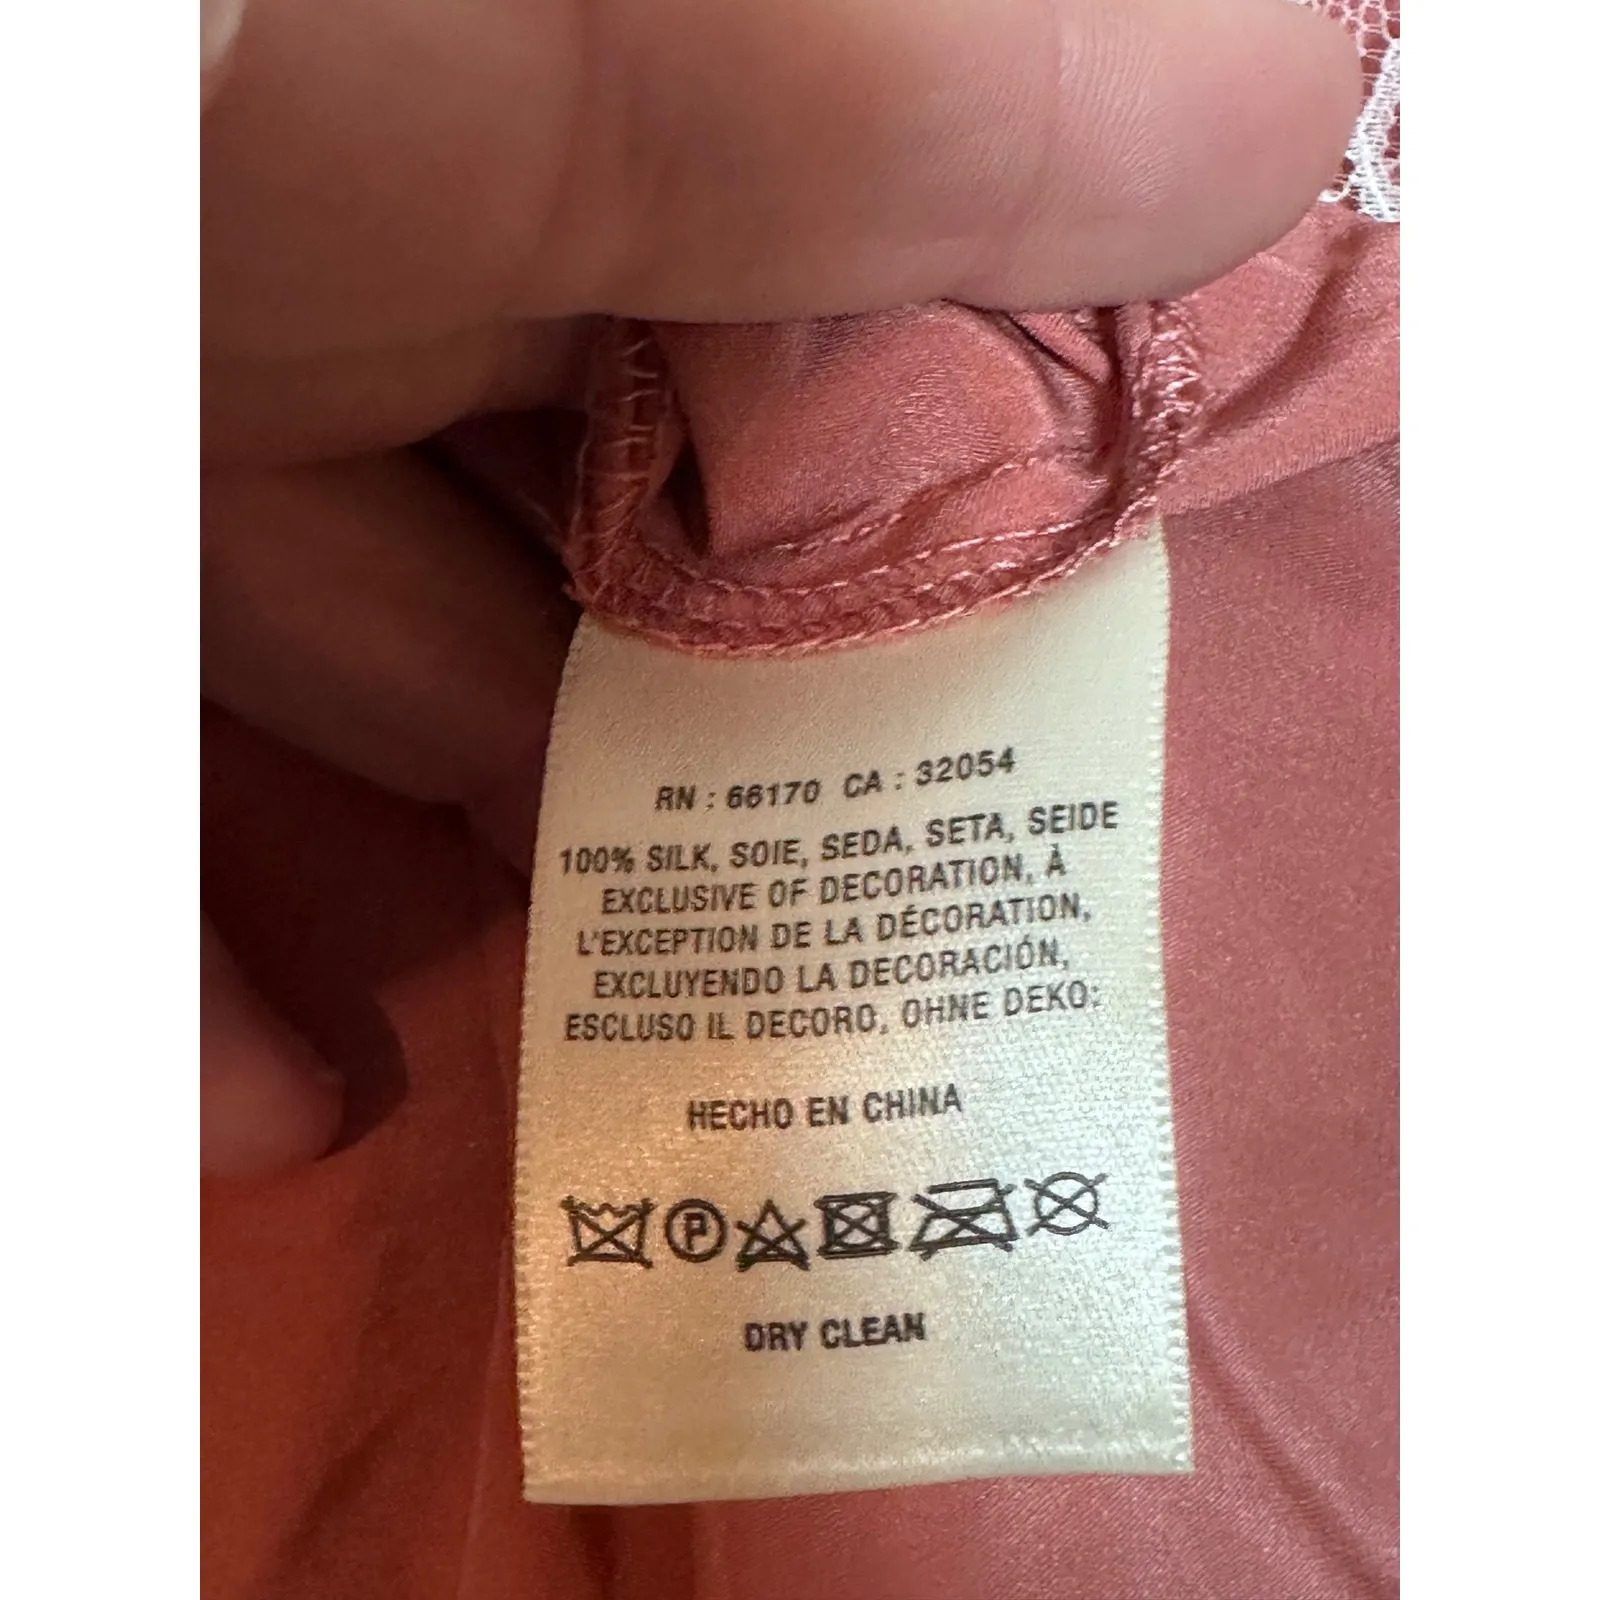 RN : 66170 CA : 32054
100% SILK, SOIE, SEDA, SETA, SEIDE
EXCLUSIVE OF DECORATION, À
L'EXCEPTION DE LA DÉCORATION,
EXCLUYENDO LA DECORACIÓN,
ESCLUSO IL DECORO, OHNE DEKO:
HECHO EN CHINA
P
DRY CLEAN